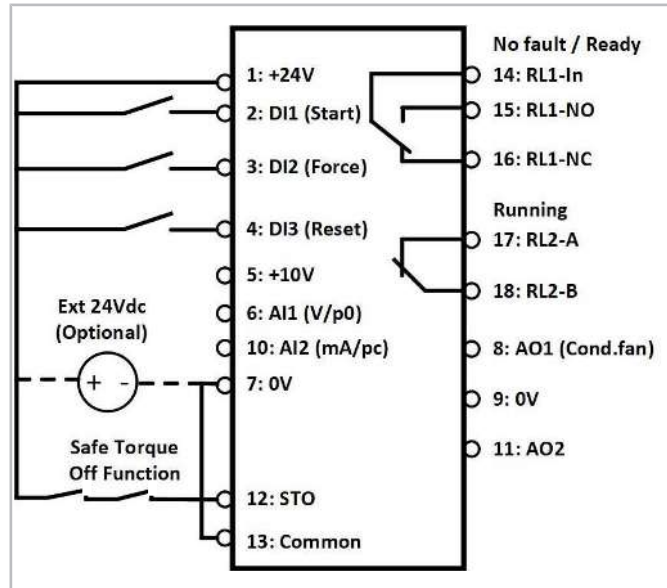 1: +24V
2: DI1 (Start)
3: DI2 (Force)
4: DI3 (Reset)
5: +10V
Ext 24Vdc
(Optional)
+ -
6: AI1 (V/p0)
10: AI2 (mA/pc)
7: 0V
Safe Torque
Off Function
12: STO
13: Common
No fault / Ready
14: RL1-In
15: RL1-NO
16: RL1-NC
Running
17: RL2-A
18: RL2-B
8: AO1 (Cond.fan)
9: 0V
11: AO2